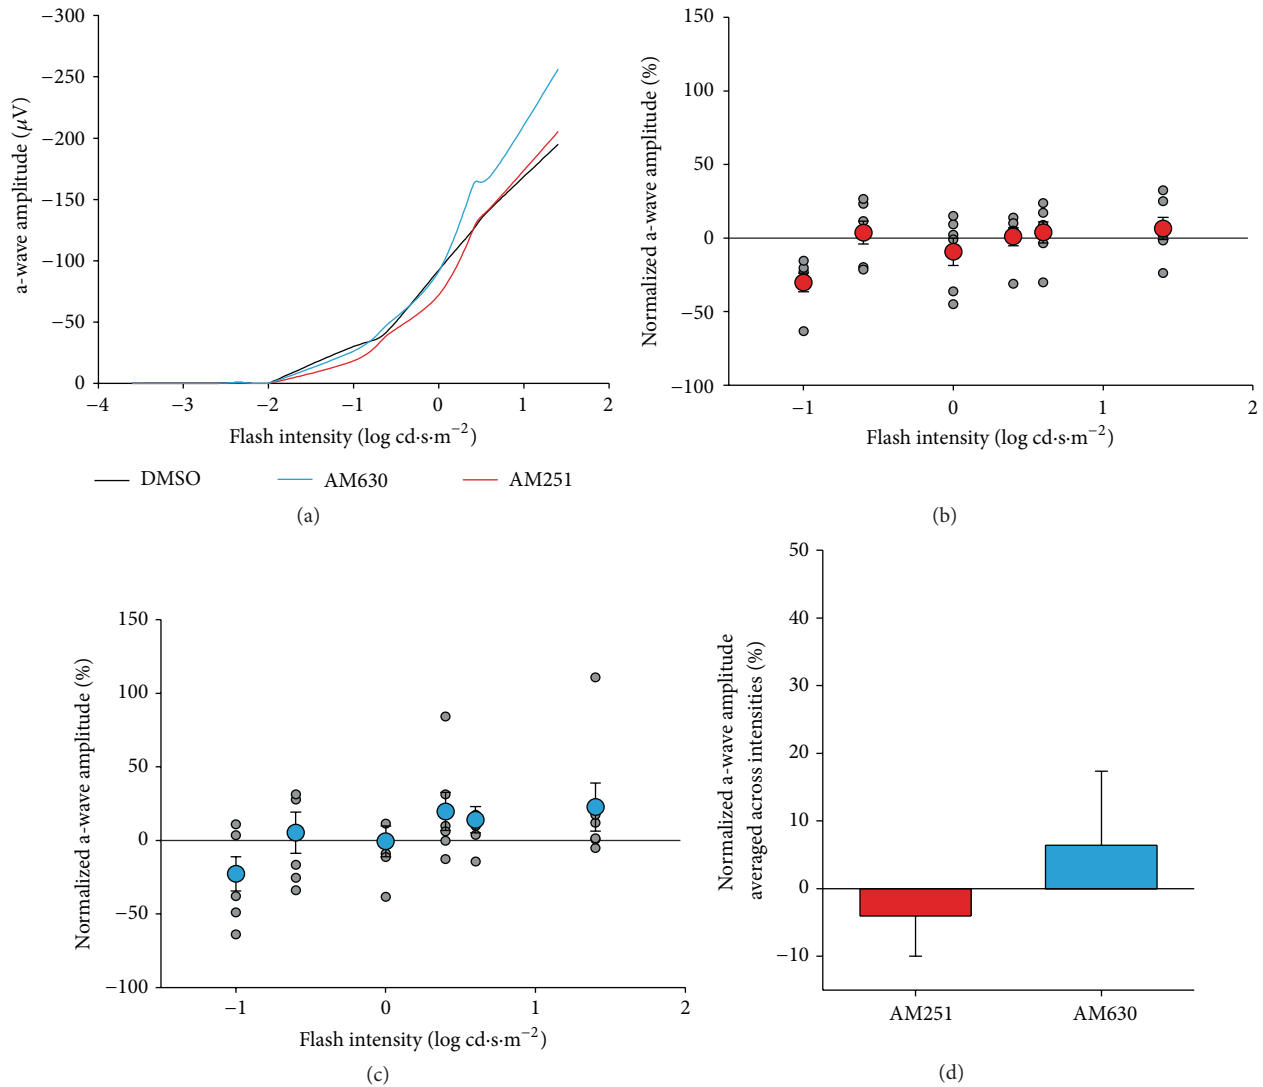 −300
−250
−200
−150
−100
−50
0
a-wave amplitude (μV)
−4 −3 −2 −1 0 1 2
Flash intensity (log cd·s·m−2)
DMSO AM630 AM251
(a)
150
100
50
0
−50
−100
Normalized a-wave amplitude (%)
−1 0 1 2
Flash intensity (log cd·s·m−2)
(b)
150
100
50
0
−50
−100
Normalized a-wave amplitude (%)
−1 0 1 2
Flash intensity (log cd·s·m−2)
(c)
50
40
30
20
10
0
−10
Normalized a-wave amplitude
averaged across intensities (%)
AM251 AM630
(d)